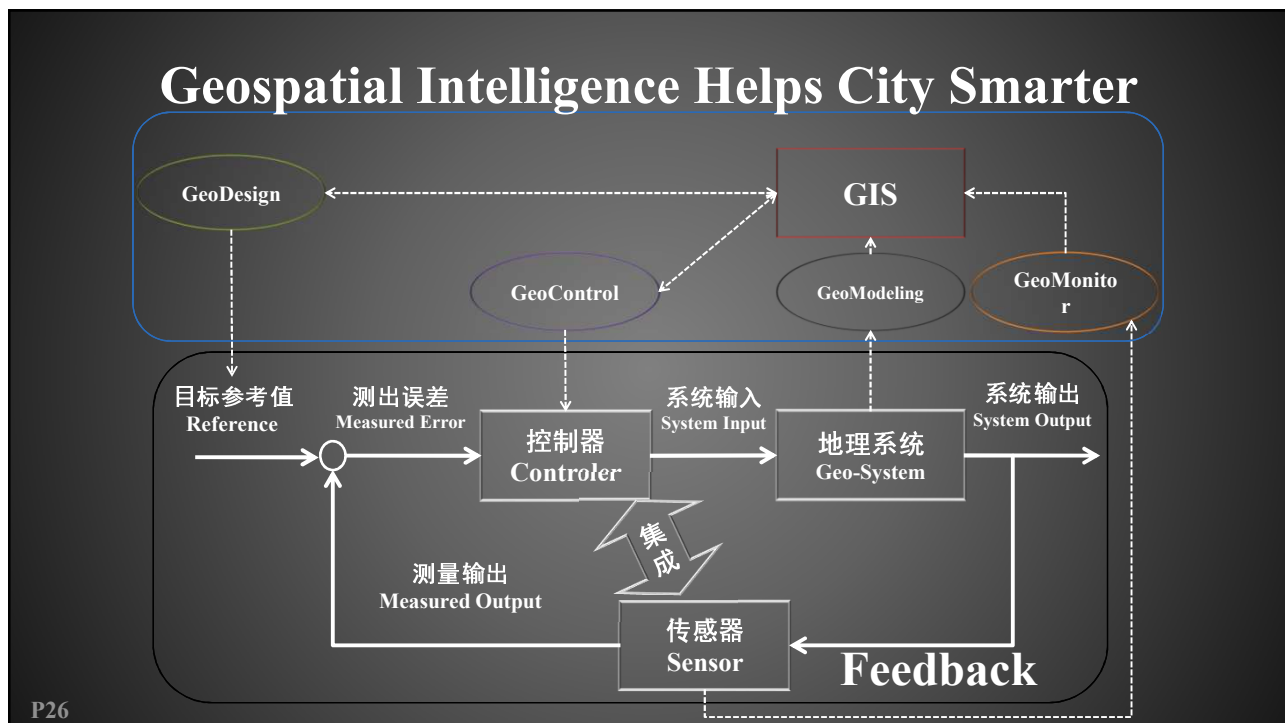 Geospatial Intelligence Helps City Smarter
GeoDesign
GIS
GeoControl
GeoModeling
GeoMonito
r
目标参考值
Reference
测出误差
Measured Error
控制器
Controler
系统输入
System Input
地理系统
Geo-System
系统输出
System Output
集
成
测量输出
Measured Output
传感器
Sensor
Feedback
P26